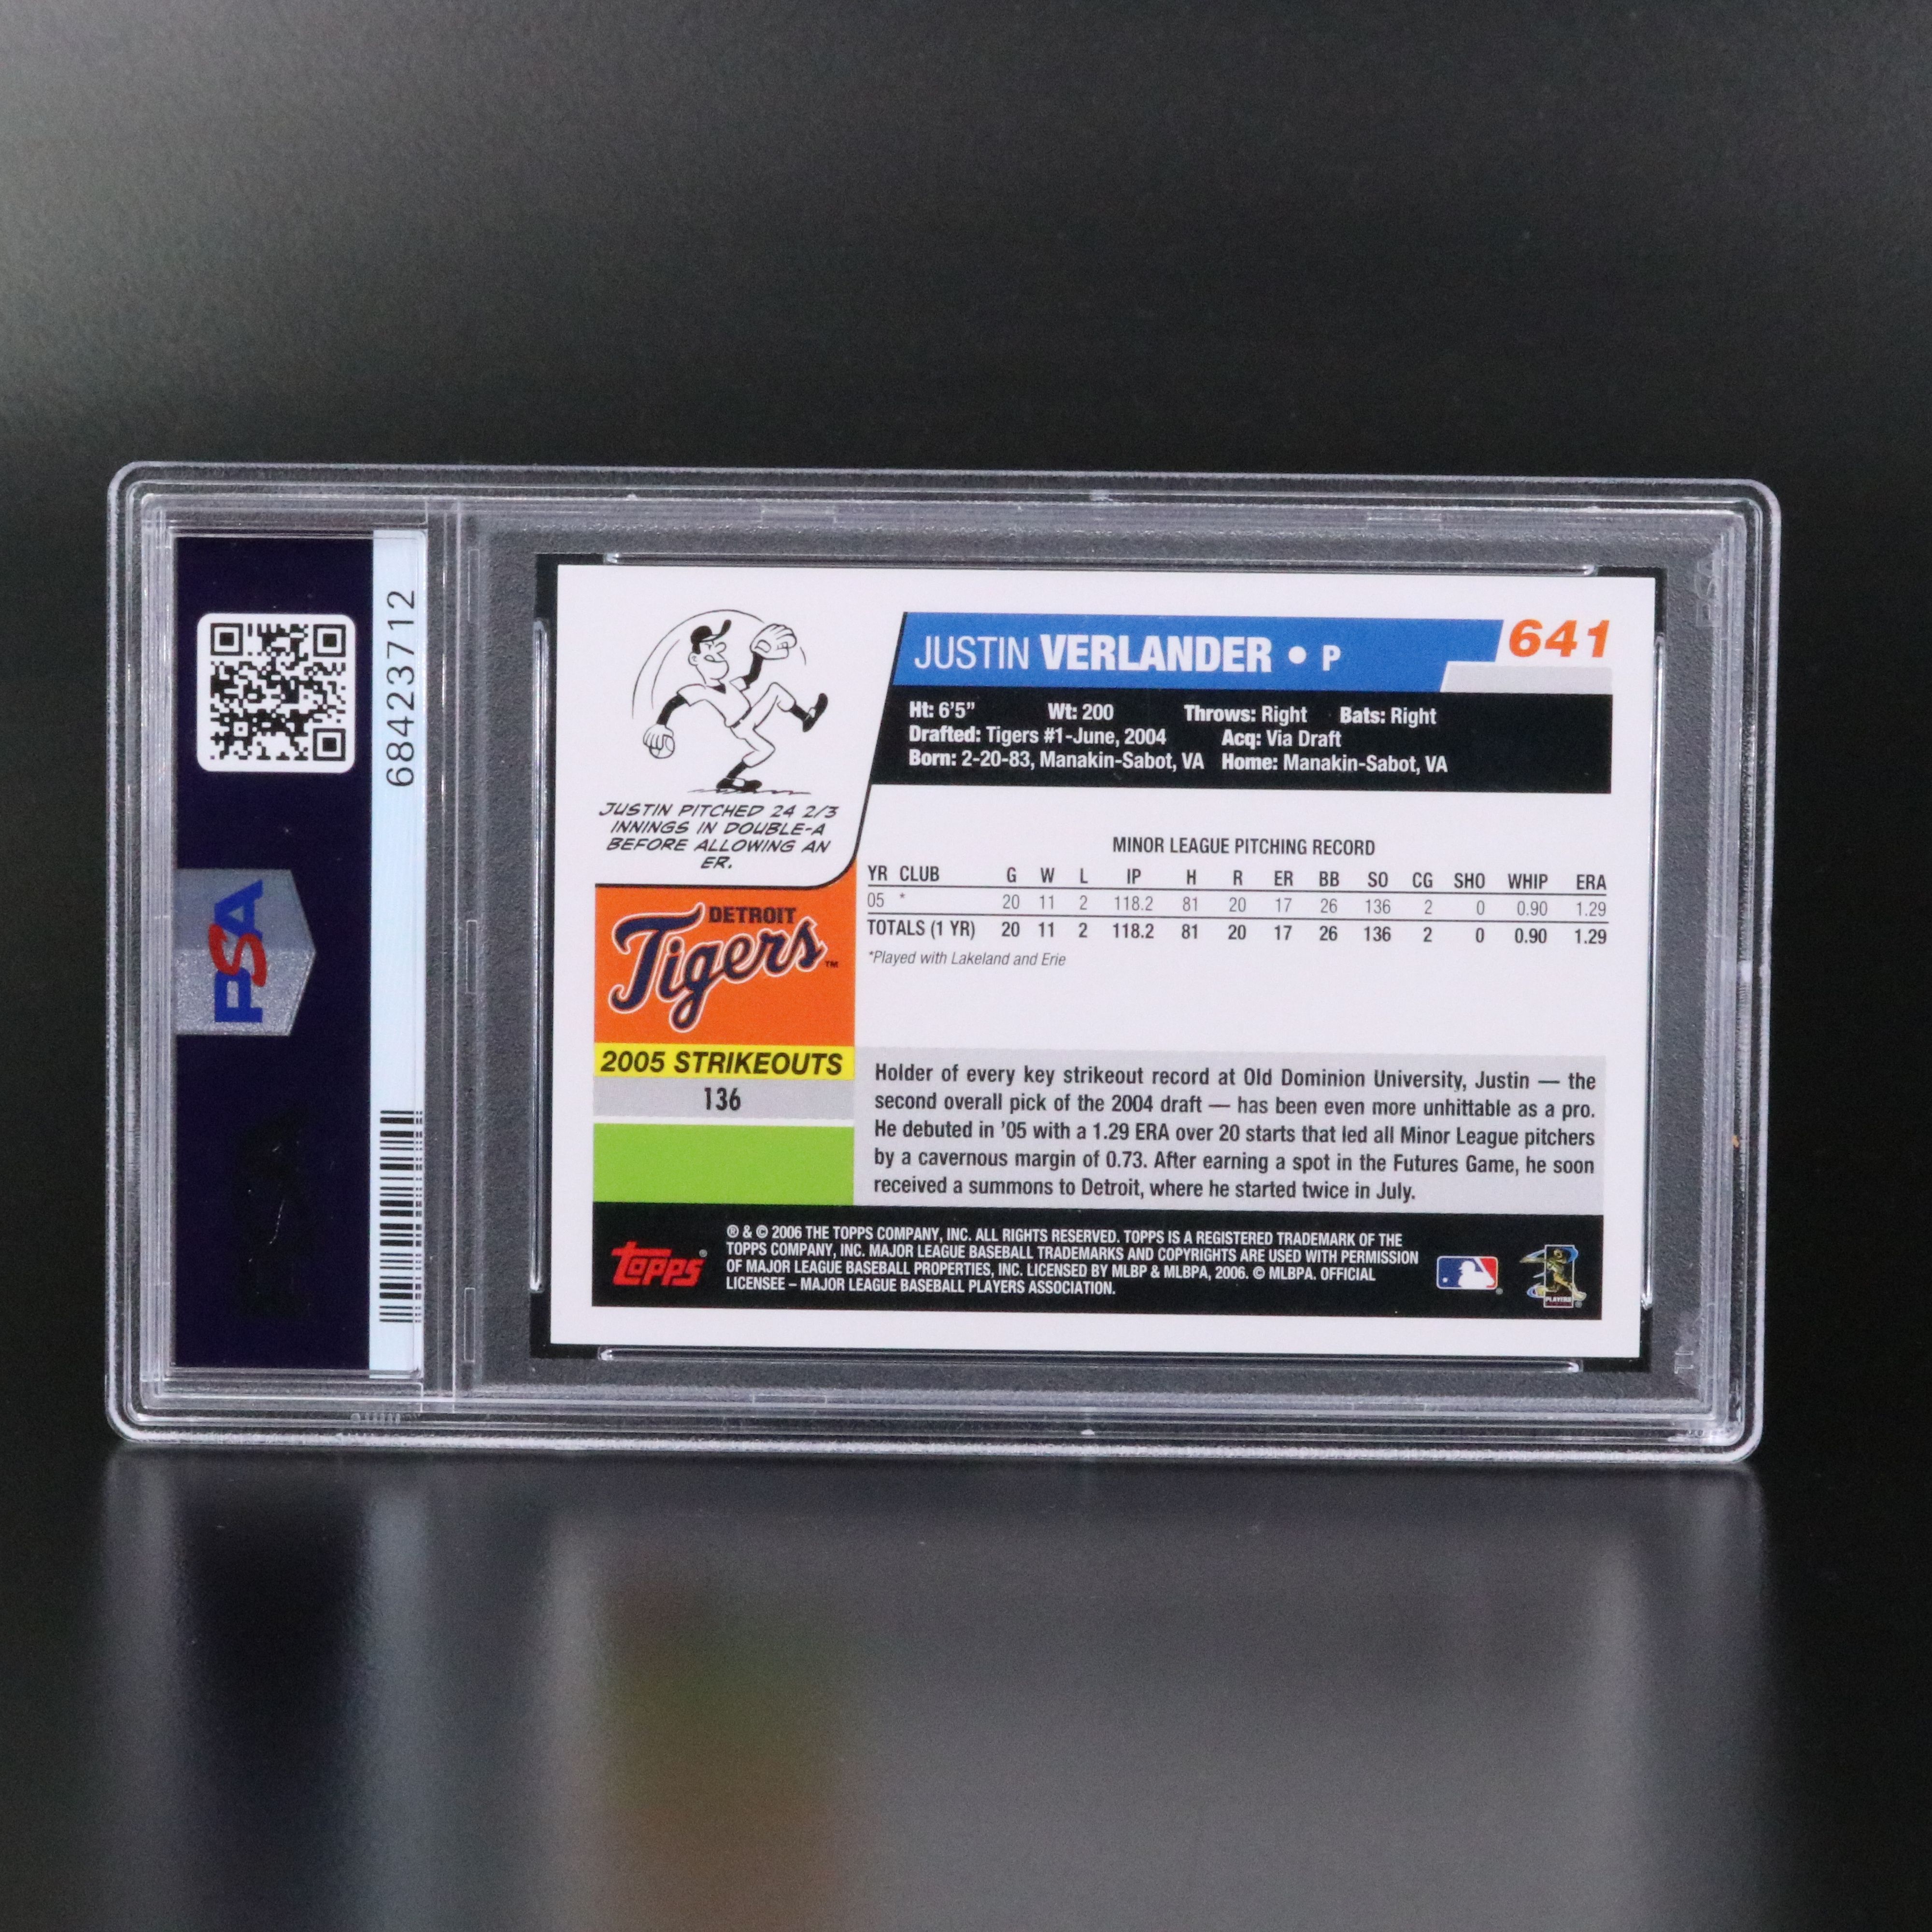 68423712
PSA
JUSTIN VERLANDER • P
641
Ht: 6'5" Wt: 200 Throws: Right Bats: Right
Drafted: Tigers #1-June, 2004 Acq: Via Draft
Born: 2-20-83, Manakin-Sabot, VA Home: Manakin-Sabot, VA
JUSTIN PITCHED 24 2/3
INNINGS IN DOUBLE-A
BEFORE ALLOWING AN
ER.
MINOR LEAGUE PITCHING RECORD
YR CLUB G W L IP H R ER BB SO CG SHO WHIP ERA
05 * 20 11 2 118.2 81 20 17 26 136 2 0 0.90 1.29
TOTALS (1 YR) 20 11 2 118.2 81 20 17 26 136 2 0 0.90 1.29
*Played with Lakeland and Erie
DETROIT
Tigers™
2005 STRIKEOUTS
136
Holder of every key strikeout record at Old Dominion University, Justin — the
second overall pick of the 2004 draft — has been even more unhittable as a pro.
He debuted in '05 with a 1.29 ERA over 20 starts that led all Minor League pitchers
by a cavernous margin of 0.73. After earning a spot in the Futures Game, he soon
received a summons to Detroit, where he started twice in July.
topps®
® & © 2006 THE TOPPS COMPANY, INC. ALL RIGHTS RESERVED. TOPPS IS A REGISTERED TRADEMARK OF THE
TOPPS COMPANY, INC. MAJOR LEAGUE BASEBALL TRADEMARKS AND COPYRIGHTS ARE USED WITH PERMISSION
OF MAJOR LEAGUE BASEBALL PROPERTIES, INC. LICENSED BY MLBP & MLBPA, 2006. © MLBPA. OFFICIAL
LICENSEE – MAJOR LEAGUE BASEBALL PLAYERS ASSOCIATION.
PLAYERS